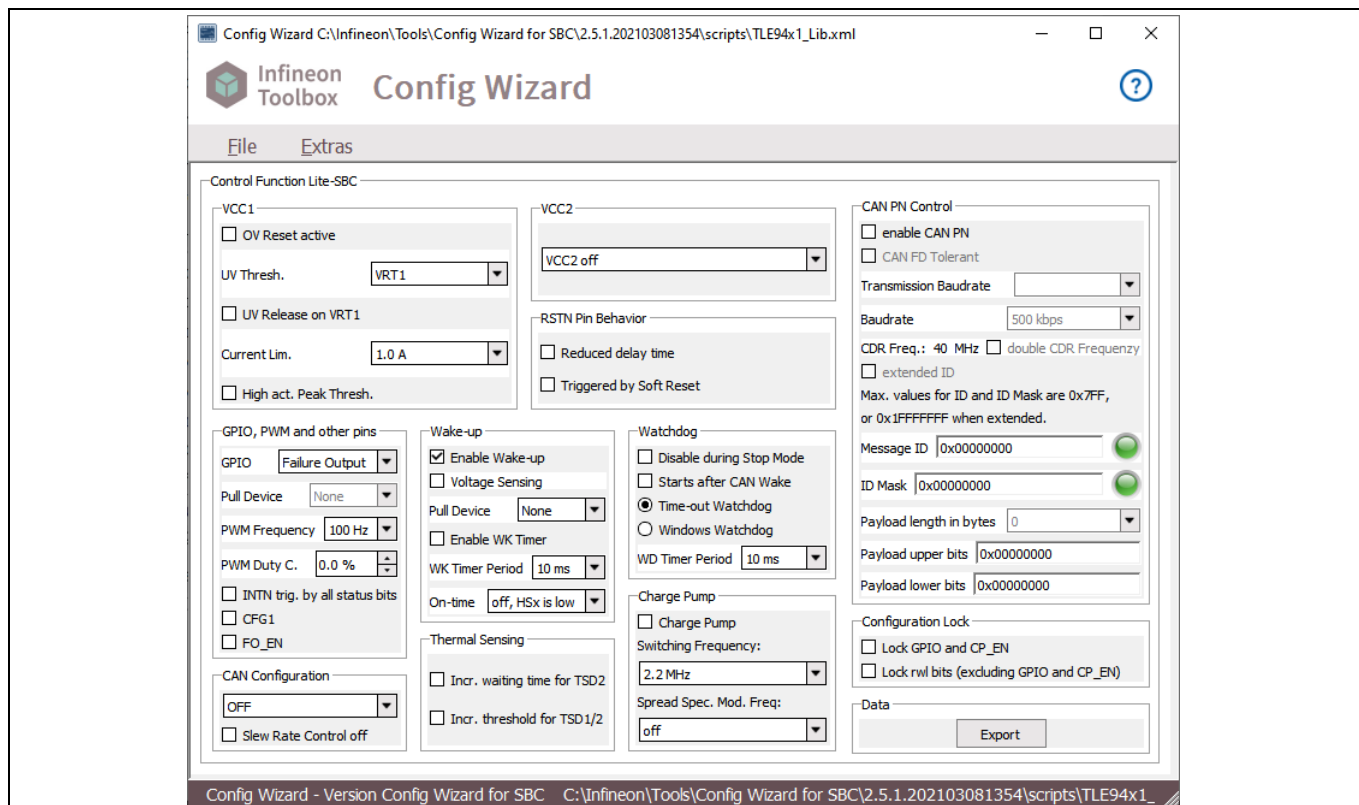 Config Wizard C:\Infineon\Tools\Config Wizard for SBC\2.5.1.202103081354\scripts\TLE94x1_Lib.xml
Infineon
Toolbox
Config Wizard
?
File Extras
Control Function Lite-SBC
VCC1
OV Reset active
UV Thresh. VRT1
UV Release on VRT1
Current Lim. 1.0 A
High act. Peak Thresh.
VCC2
VCC2 off
RSTN Pin Behavior
Reduced delay time
Triggered by Soft Reset
GPIO, PWM and other pins
GPIO Failure Output
Pull Device None
PWM Frequency 100 Hz
PWM Duty C. 0.0 %
INTN trig. by all status bits
CFG1
FO_EN
CAN Configuration
OFF
Slew Rate Control off
Wake-up
Enable Wake-up
Voltage Sensing
Pull Device None
Enable WK Timer
WK Timer Period 10 ms
On-time off, HSx is low
Thermal Sensing
Incr. waiting time for TSD2
Incr. threshold for TSD1/2
Watchdog
Disable during Stop Mode
Starts after CAN Wake
Time-out Watchdog
Windows Watchdog
WD Timer Period 10 ms
Charge Pump
Charge Pump
Switching Frequency:
2.2 MHz
Spread Spec. Mod. Freq:
off
CAN PN Control
enable CAN PN
CAN FD Tolerant
Transmission Baudrate
Baudrate 500 kbps
CDR Freq.: 40 MHz double CDR Frequenzy
extended ID
Max. values for ID and ID Mask are 0x7FF,
or 0x1FFFFFFF when extended.
Message ID 0x00000000
ID Mask 0x00000000
Payload length in bytes 0
Payload upper bits 0x00000000
Payload lower bits 0x00000000
Configuration Lock
Lock GPIO and CP_EN
Lock rwl bits (excluding GPIO and CP_EN)
Data
Export
Config Wizard - Version Config Wizard for SBC C:\Infineon\Tools\Config Wizard for SBC\2.5.1.202103081354\scripts\TLE94x1_